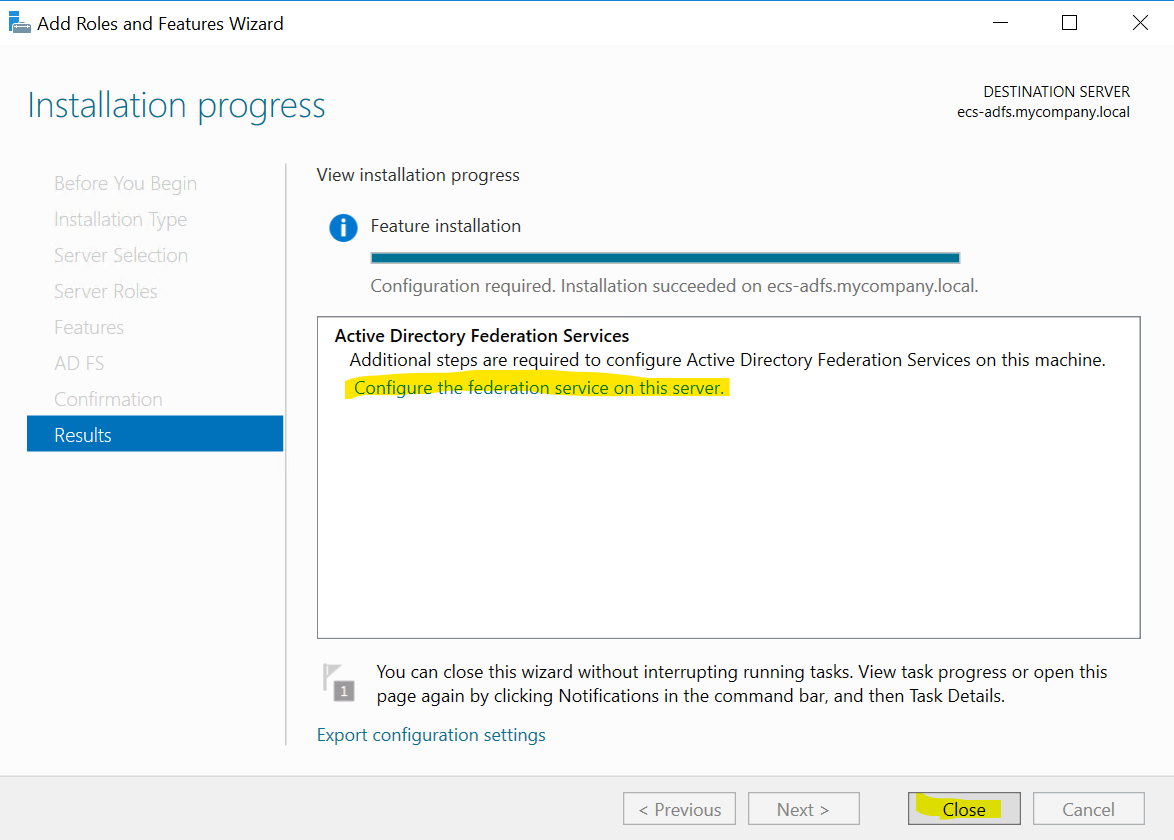 Add Roles and Features Wizard
Installation progress
DESTINATION SERVER
ecs-adfs.mycompany.local
Before You Begin
Installation Type
Server Selection
Server Roles
Features
AD FS
Confirmation
Results
View installation progress
Feature installation
Configuration required. Installation succeeded on ecs-adfs.mycompany.local.
Active Directory Federation Services
Additional steps are required to configure Active Directory Federation Services on this machine.
Configure the federation service on this server.
1
You can close this wizard without interrupting running tasks. View task progress or open this
page again by clicking Notifications in the command bar, and then Task Details.
Export configuration settings
< Previous
Next >
Close
Cancel